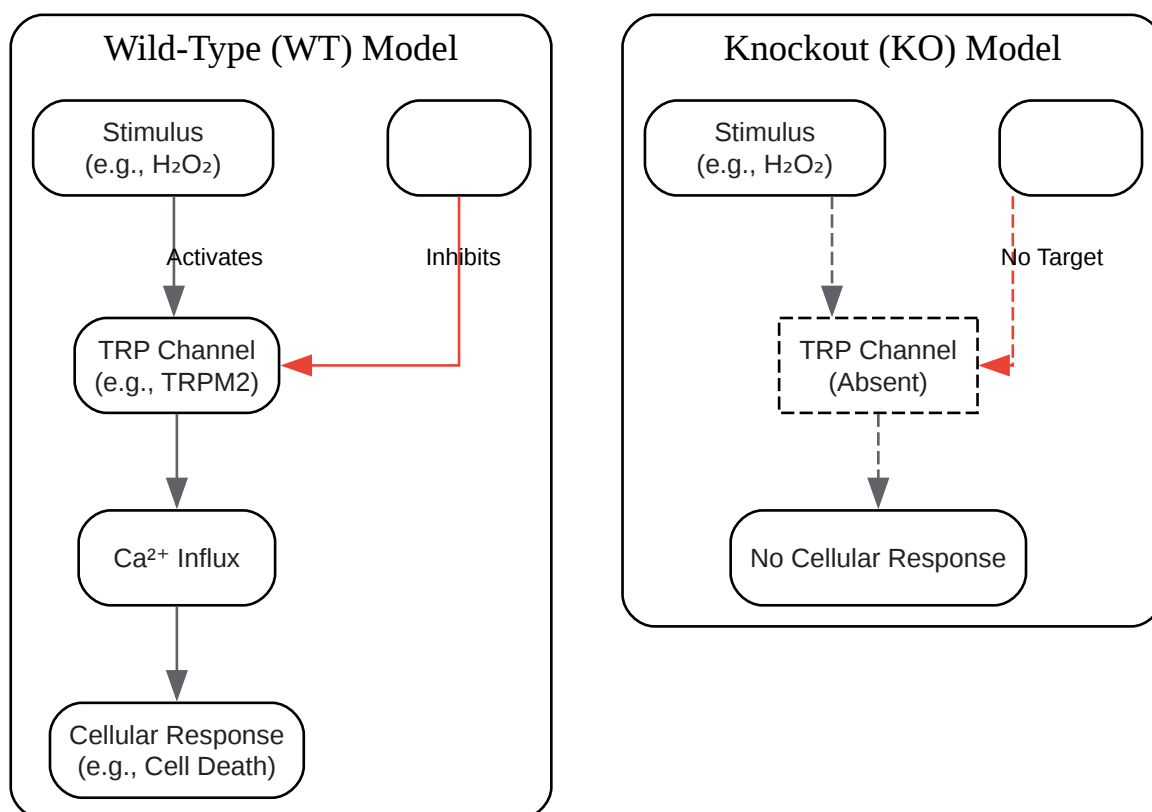 Wild-Type (WT) Model
Stimulus
(e.g., H₂O₂)
Activates
Inhibits
TRP Channel
(e.g., TRPM2)
Ca²⁺ Influx
Cellular Response
(e.g., Cell Death)
Knockout (KO) Model
Stimulus
(e.g., H₂O₂)
No Target
TRP Channel
(Absent)
No Cellular Response